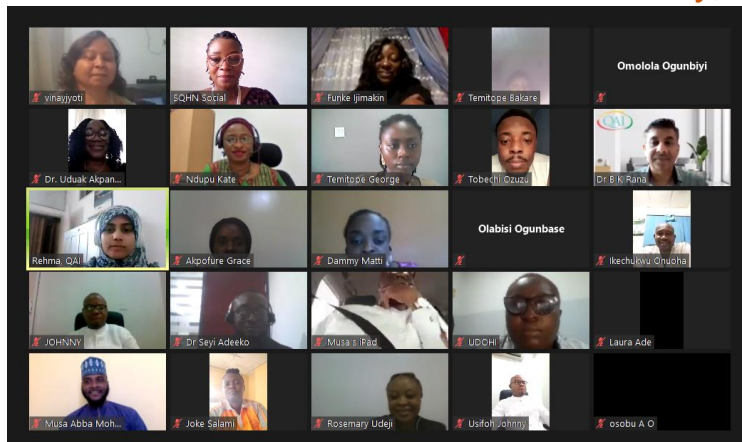 vinayjyoti
SQHN Social
Funke Ijimakin
Temitope Bakare
Omolola Ogunbiyi
Dr. Uduak Akpan...
Ndupu Kate
Temitope George
Tobechi Ozuzu
QAI
Dr B K Rana
Rehma, QAI
Akpofure Grace
Dammy Matti
Olabisi Ogunbase
Ikechukwu Onuoha
JOHNNY
Dr Seyi Adeeko
Musa's iPad
UDOHI
Laura Ade
Musa Abba Moh...
Joke Salami
Rosemary Udeji
Usifoh Johnny
osobu A O